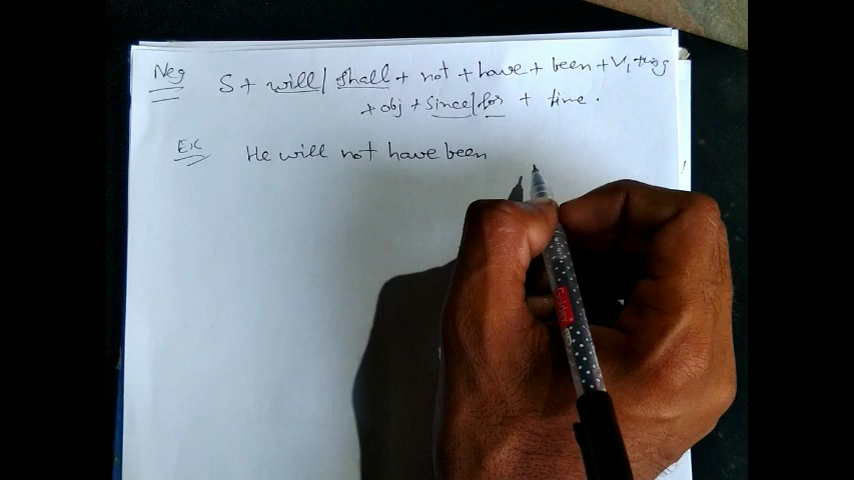 Neg S + will/ shall + not + have + been + V1 + ing
+ obj + Since/for + time.
Ex He will not have been